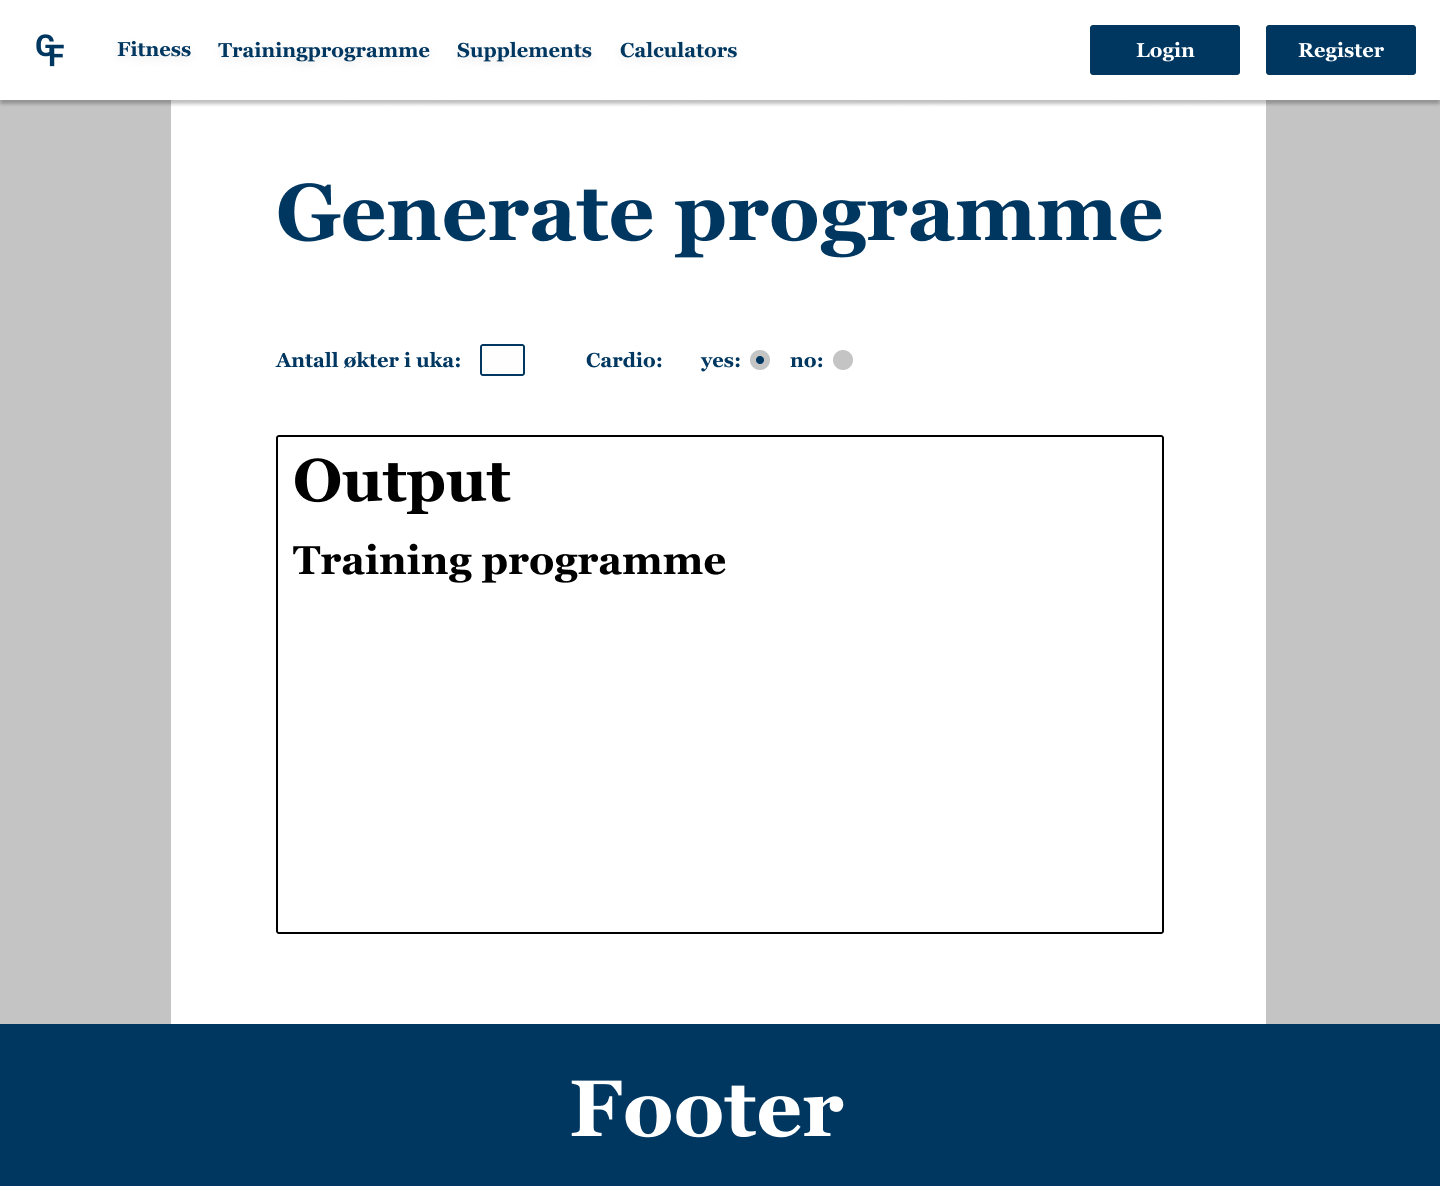 GF Fitness Trainingprogramme Supplements Calculators Login Register
Generate programme
Antall økter i uka: Cardio: yes: no:
Output
Training programme
Footer